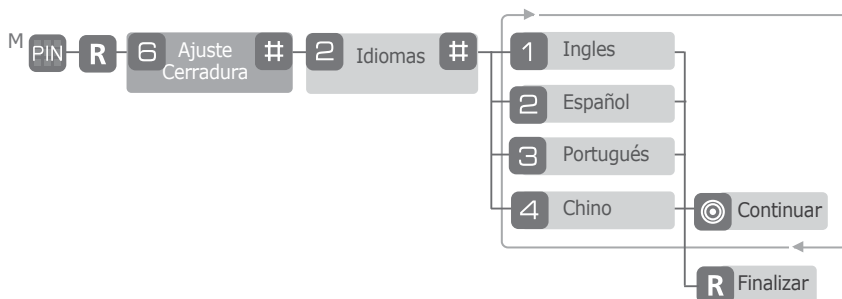 M PIN R 6 Ajuste Cerradura # 2 Idiomas #
1 Ingles
2 Español
3 Portugués
4 Chino
Continuar
R Finalizar